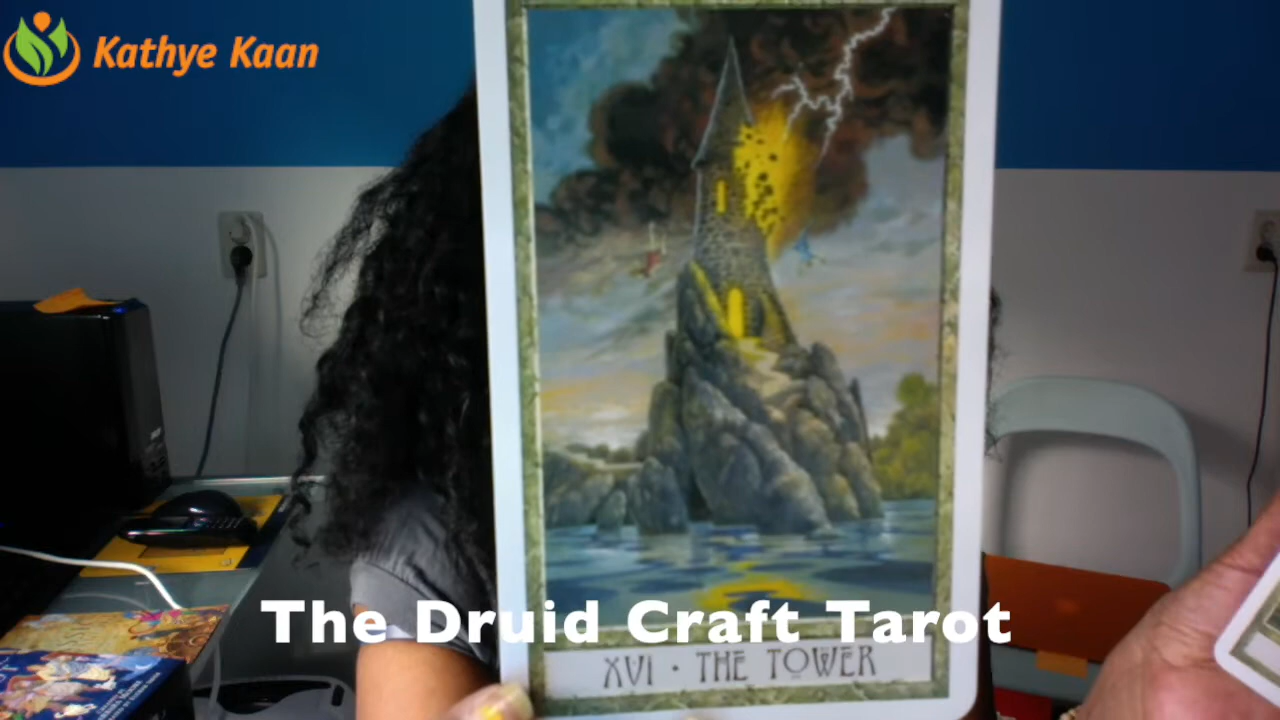 Kathye Kaan
The Druid Craft Tarot
XVI · THE TOWER